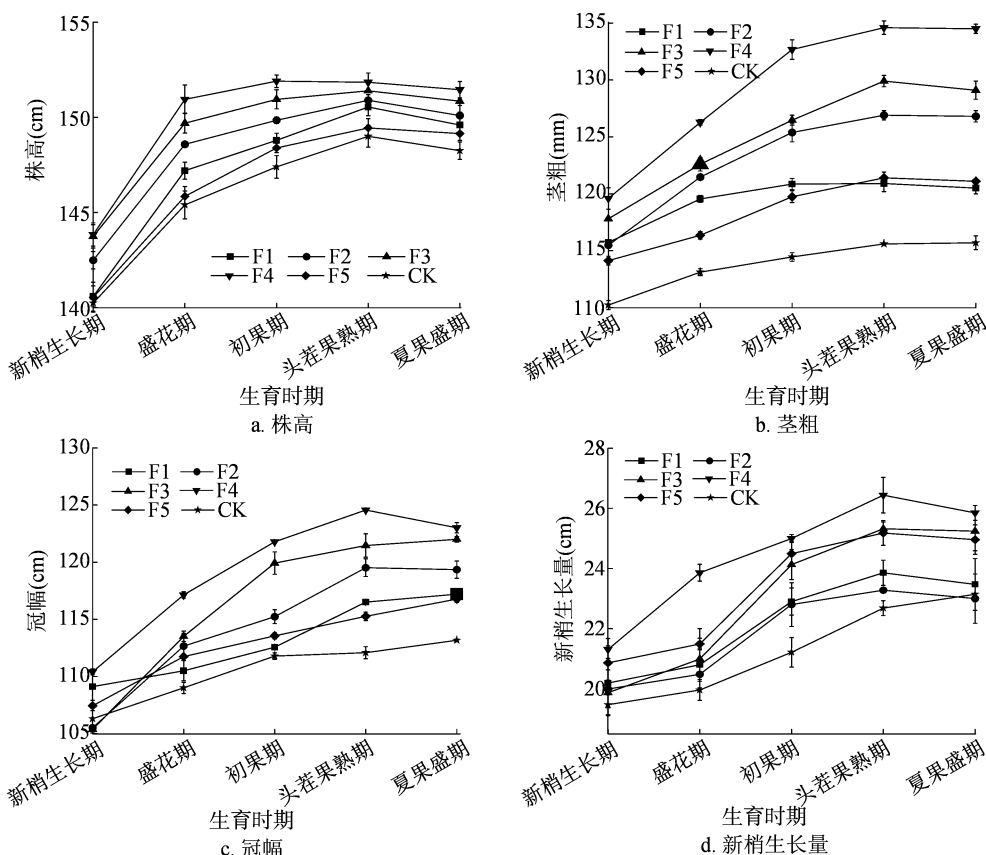 155
150
145
140
株高(cm)
F1 F2 F3
F4 F5 CK
新梢生长期 盛花期 初果期 头茬果熟期 夏果盛期
生育时期
a. 株高
135
130
125
120
115
110
茎粗(mm)
F1 F2
F3 F4
F5 CK
新梢生长期 盛花期 初果期 头茬果熟期 夏果盛期
生育时期
b. 茎粗
130
125
120
115
110
105
冠幅(cm)
F1 F2
F3 F4
F5 CK
新梢生长期 盛花期 初果期 头茬果熟期 夏果盛期
生育时期
c. 冠幅
28
26
24
22
20
新梢生长量(cm)
F1 F2
F3 F4
F5 CK
新梢生长期 盛花期 初果期 头茬果熟期 夏果盛期
生育时期
d. 新梢生长量